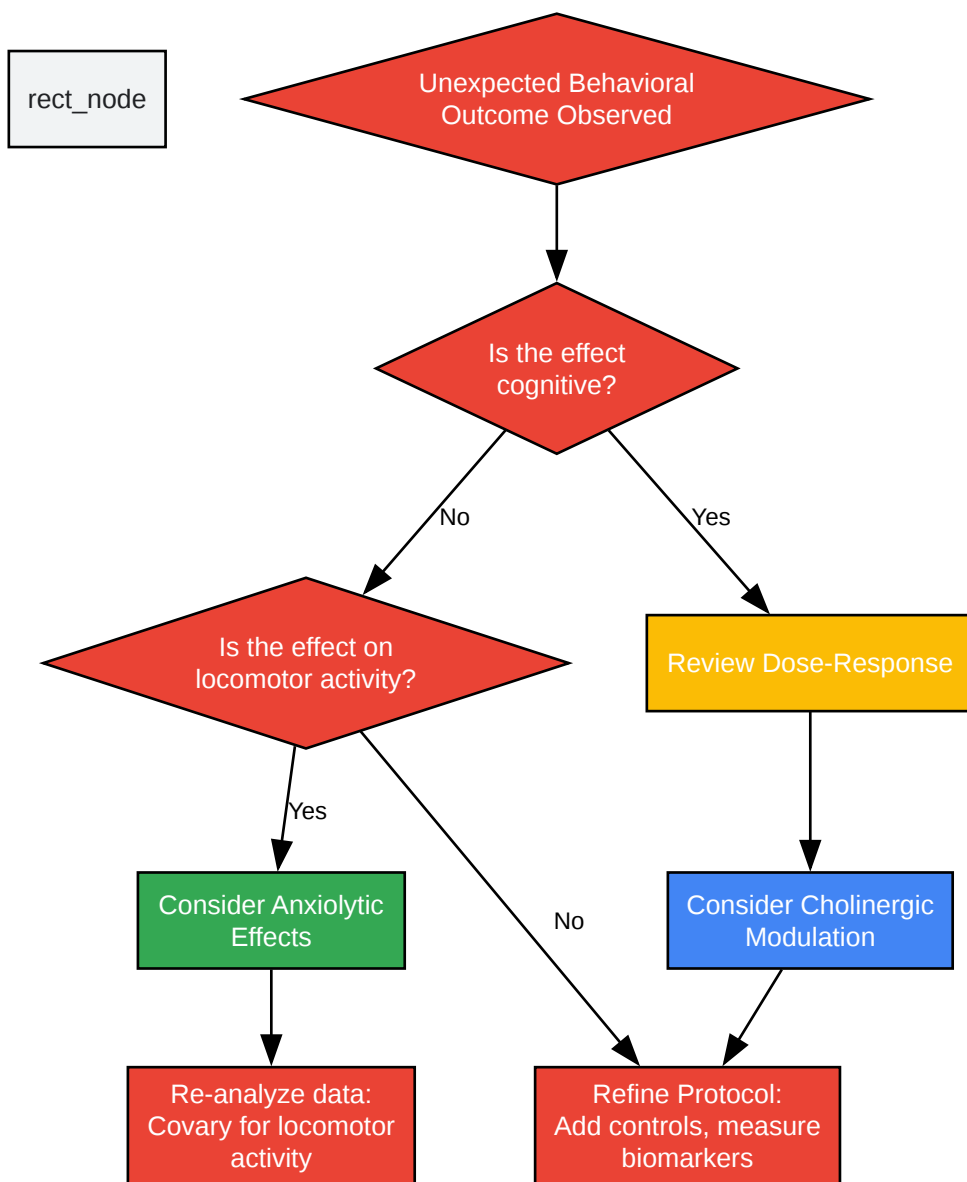 rect_node
Unexpected Behavioral
Outcome Observed
Is the effect
cognitive?
No
Yes
Is the effect on
locomotor activity?
Review Dose-Response
Yes
Consider Anxiolytic
Effects
No
Consider Cholinergic
Modulation
Re-analyze data:
Covary for locomotor
activity
Refine Protocol:
Add controls, measure
biomarkers